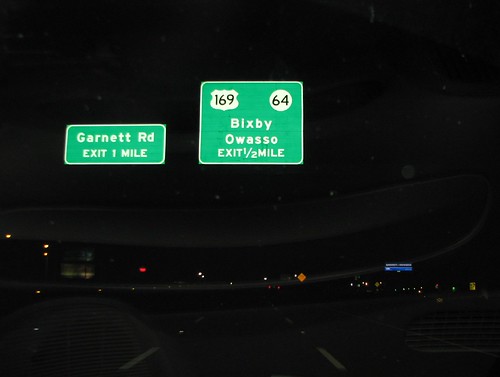 Garnett Rd
EXIT 1 MILE
169 64
Bixby
Owasso
EXIT 1/2 MILE